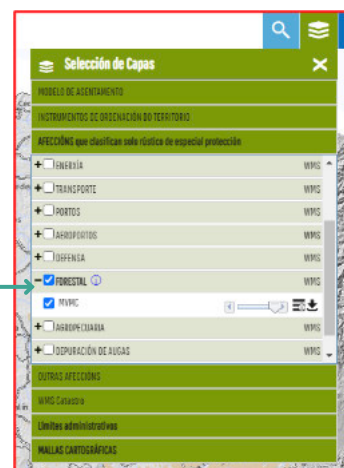 Selección de Capas
MODELO DE ASENTAMENTO
INSTRUMENTOS DE ORDENACIÓN DO TERRITORIO
AFECCIÓNS que clasifican solo rústico de especial protección
ENERXÍA WMS
TRANSPORTE WMS
PORTOS WMS
AEROPORTOS WMS
DEFENSA WMS
FORESTAL WMS
MVMC
AGROPECUARIA WMS
DEPURACIÓN DE AUGAS WMS
OUTRAS AFECCIÓNS
WMS Catastro
Límites administrativos
MALLAS CARTOGRÁFICAS